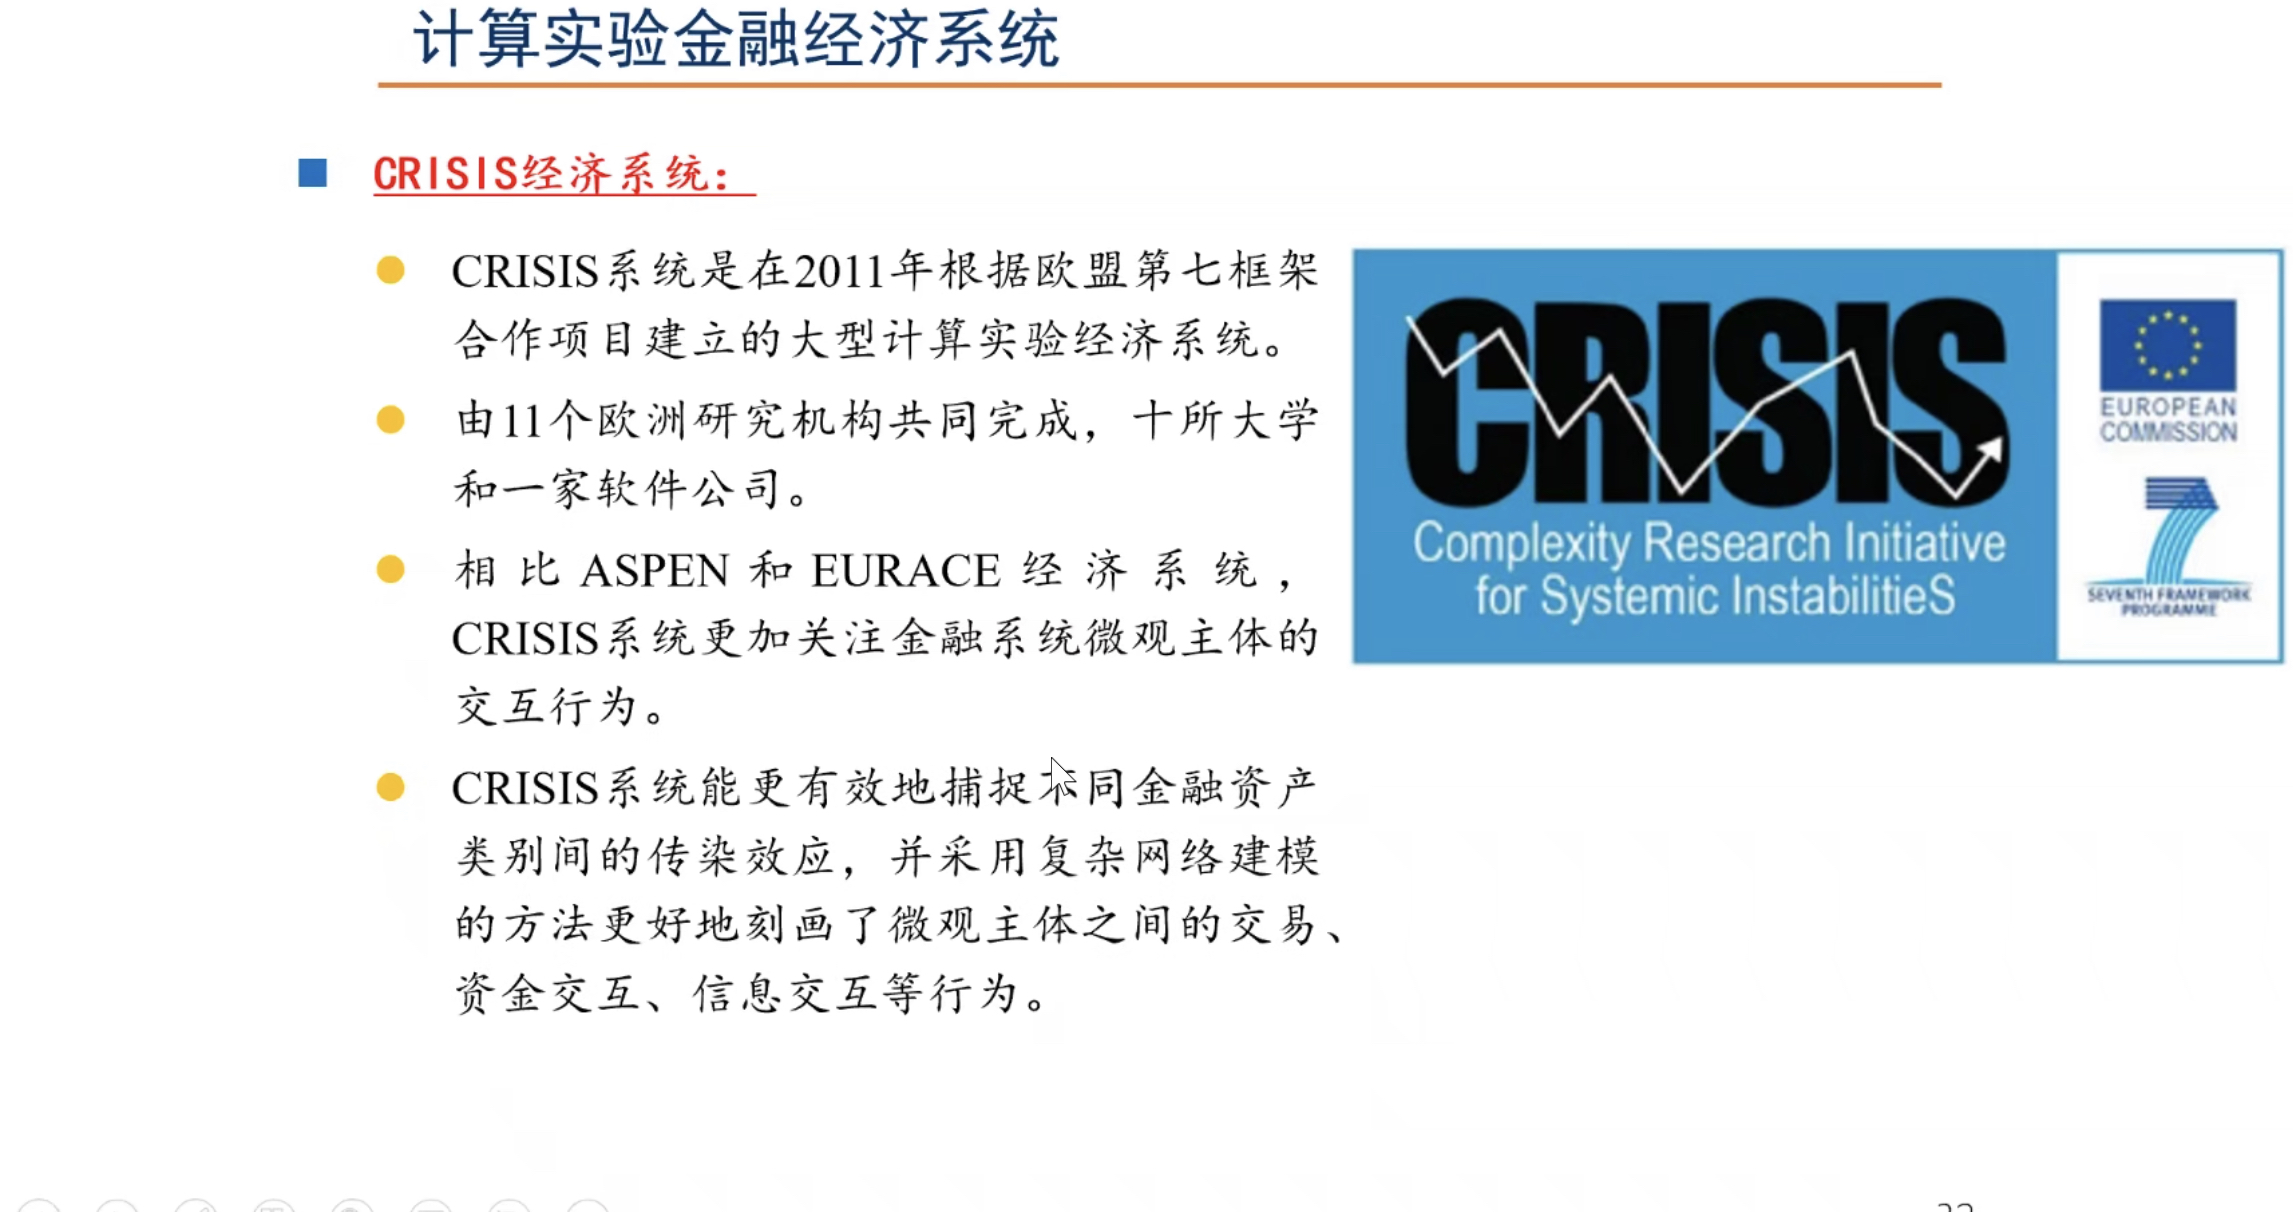 计算实验金融经济系统
CRISIS经济系统：
CRISIS系统是在2011年根据欧盟第七框架
合作项目建立的大型计算实验经济系统。
由11个欧洲研究机构共同完成，十所大学
和一家软件公司。
相比ASPEN和EURACE经济系统，
CRISIS系统更加关注金融系统微观主体的
交互行为。
CRISIS系统能更有效地捕捉不同金融资产
类别间的传染效应，并采用复杂网络建模
的方法更好地刻画了微观主体之间的交易、
资金交互、信息交互等行为。
CRISIS
Complexity Research Initiative
for Systemic InstabilitieS
EUROPEAN
COMMISSION
SEVENTH FRAMEWORK
PROGRAMME